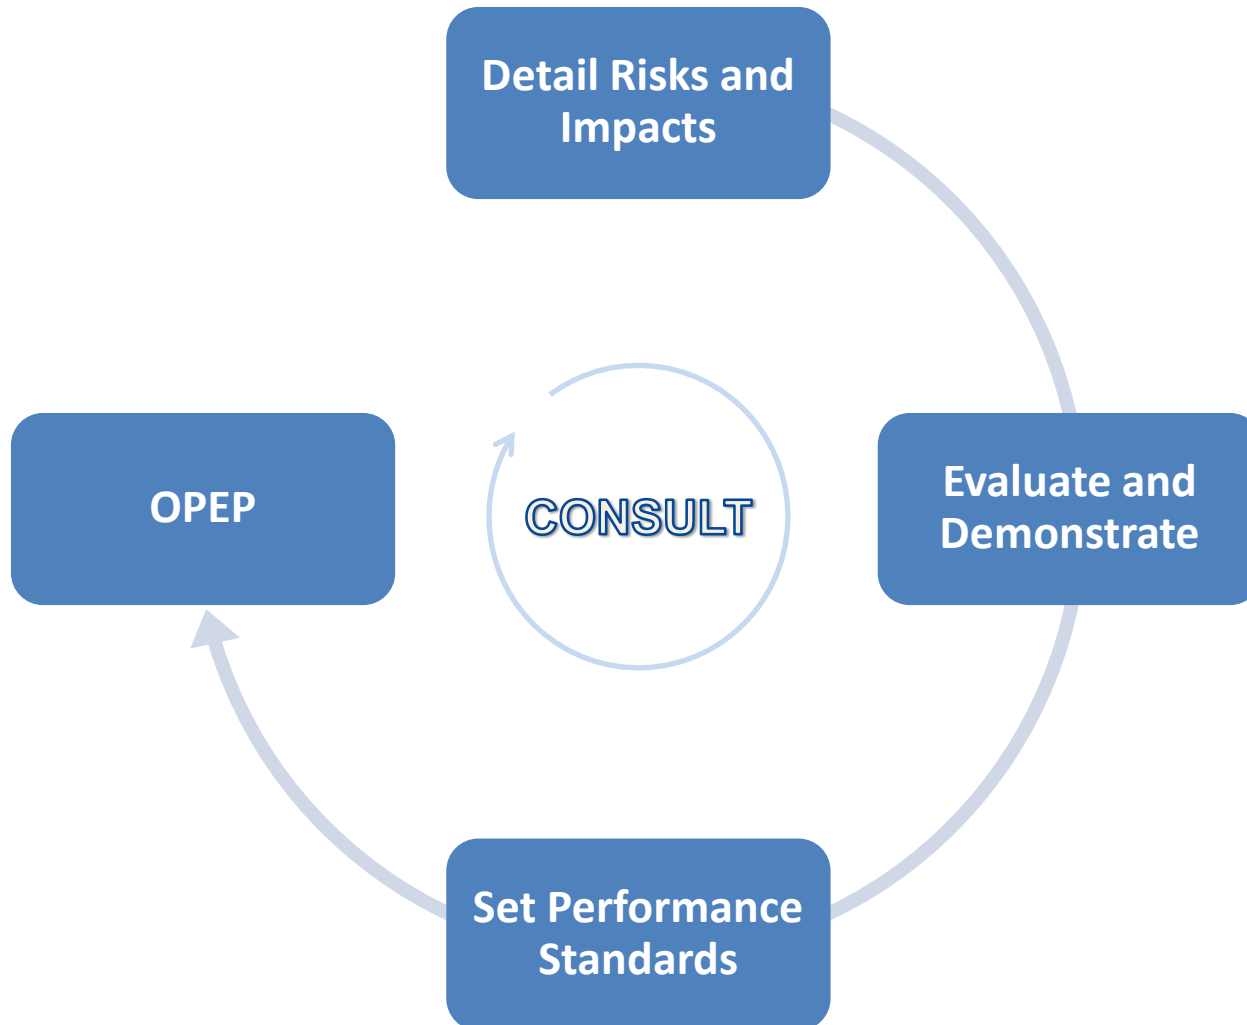 Detail Risks and
Impacts
Evaluate and
Demonstrate
Set Performance
Standards
OPEP
CONSULT